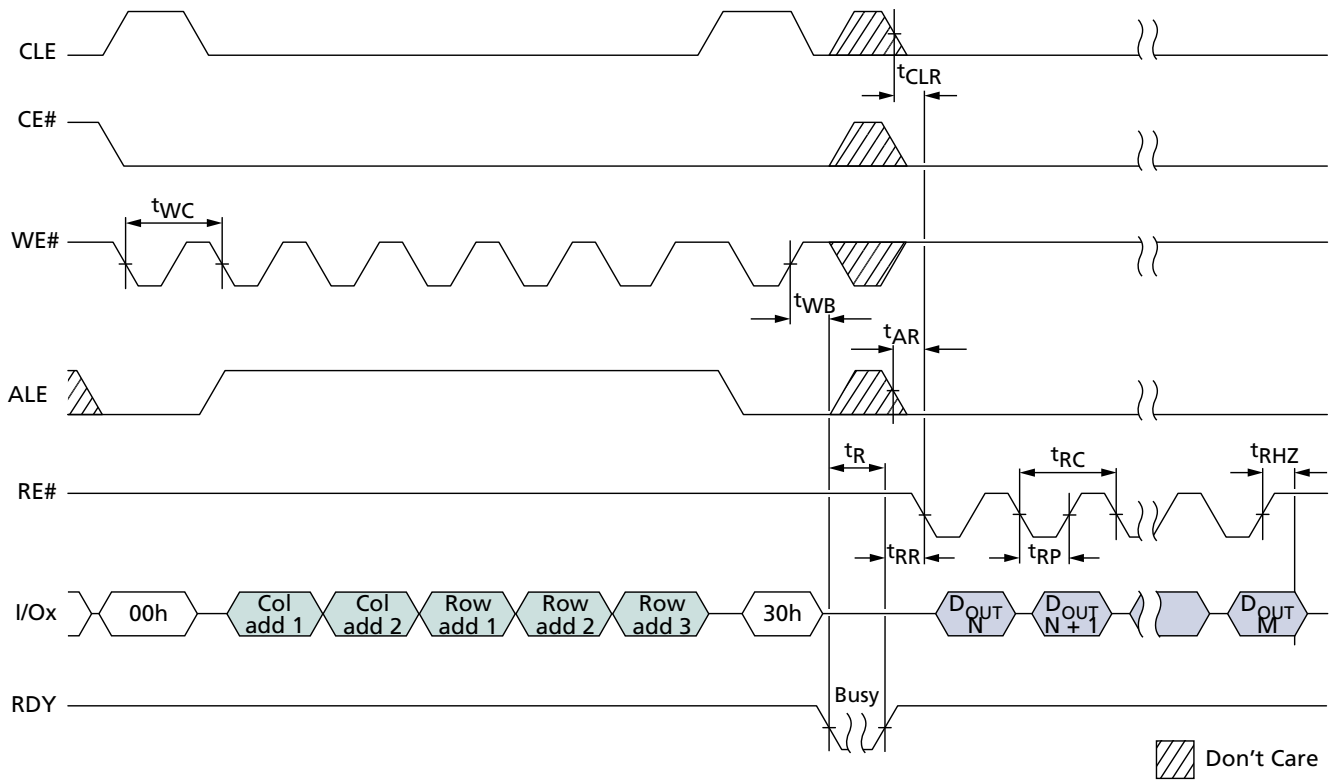 CLE
tCLR
CE#
tWC
WE#
tWB
tAR
ALE
tR
tRC
tRHZ
RE#
tRR
tRP
I/Ox
00h
Col
add 1
Col
add 2
Row
add 1
Row
add 2
Row
add 3
30h
DOUT
N
DOUT
N + 1
DOUT
M
RDY
Busy
Don't Care